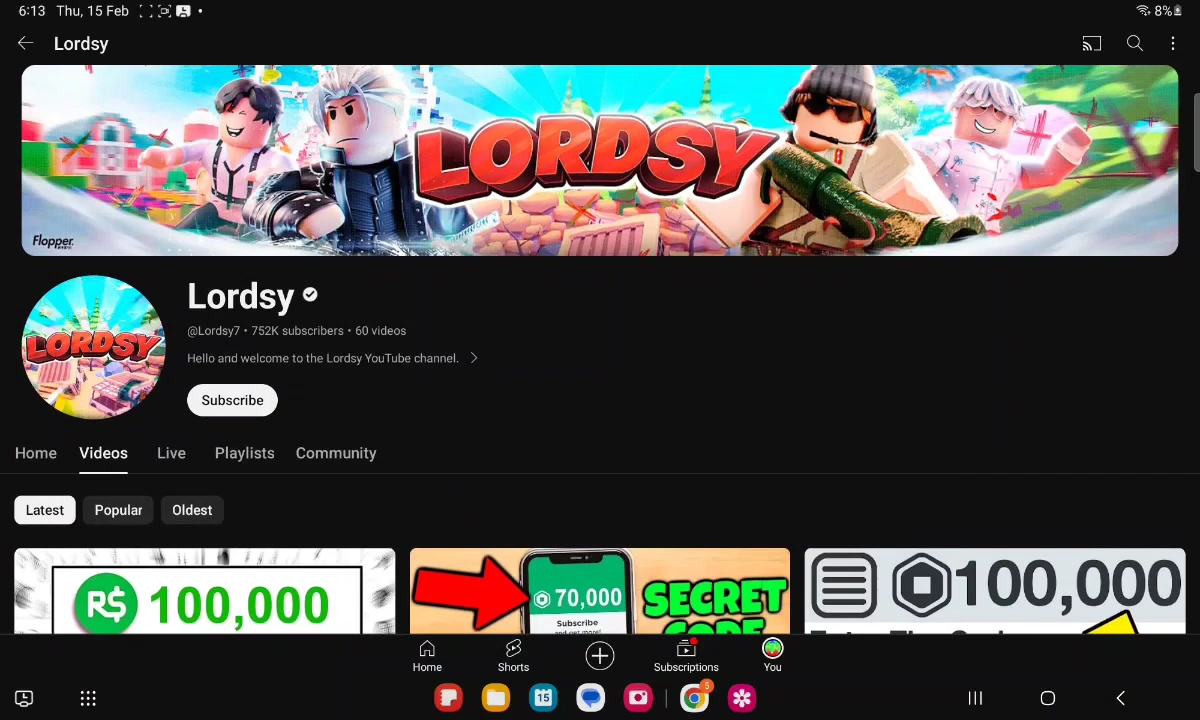 6:13 Thu, 15 Feb
8%
Lordsy
LORDSY
Flopper
LORDSY
Lordsy
@Lordsy7 • 752K subscribers • 60 videos
Hello and welcome to the Lordsy YouTube channel.
Subscribe
Home Videos Live Playlists Community
Latest Popular Oldest
R$ 100,000
70,000
Subscribe
SECRET
100,000
Home Shorts Subscriptions You
15
5